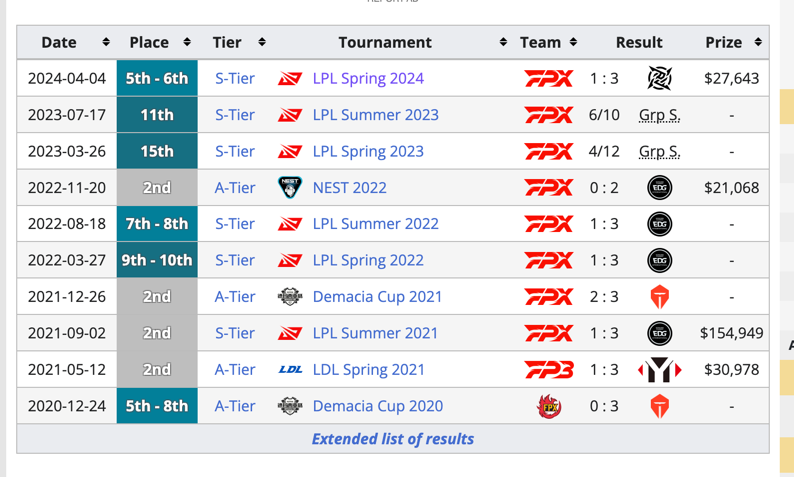 Date Place Tier Tournament Team Result Prize
2024-04-04 5th - 6th S-Tier LPL Spring 2024 FPX 1 : 3 $27,643
2023-07-17 11th S-Tier LPL Summer 2023 FPX 6/10 Grp S. -
2023-03-26 15th S-Tier LPL Spring 2023 FPX 4/12 Grp S. -
2022-11-20 2nd A-Tier NEST NEST 2022 FPX 0 : 2 EDG $21,068
2022-08-18 7th - 8th S-Tier LPL Summer 2022 FPX 1 : 3 EDG -
2022-03-27 9th - 10th S-Tier LPL Spring 2022 FPX 1 : 3 EDG -
2021-12-26 2nd A-Tier Demacia Cup 2021 FPX 2 : 3 -
2021-09-02 2nd S-Tier LPL Summer 2021 FPX 1 : 3 EDG $154,949
2021-05-12 2nd A-Tier LDL LDL Spring 2021 FPB 1 : 3 $30,978
2020-12-24 5th - 8th A-Tier Demacia Cup 2020 FPX 0 : 3 -
Extended list of results